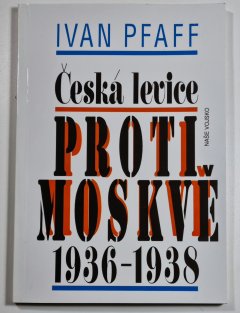 IVAN PFAFF
Česká levice
PROTI
MOSKVĚ
1936-1938
NAŠE VOJSKO